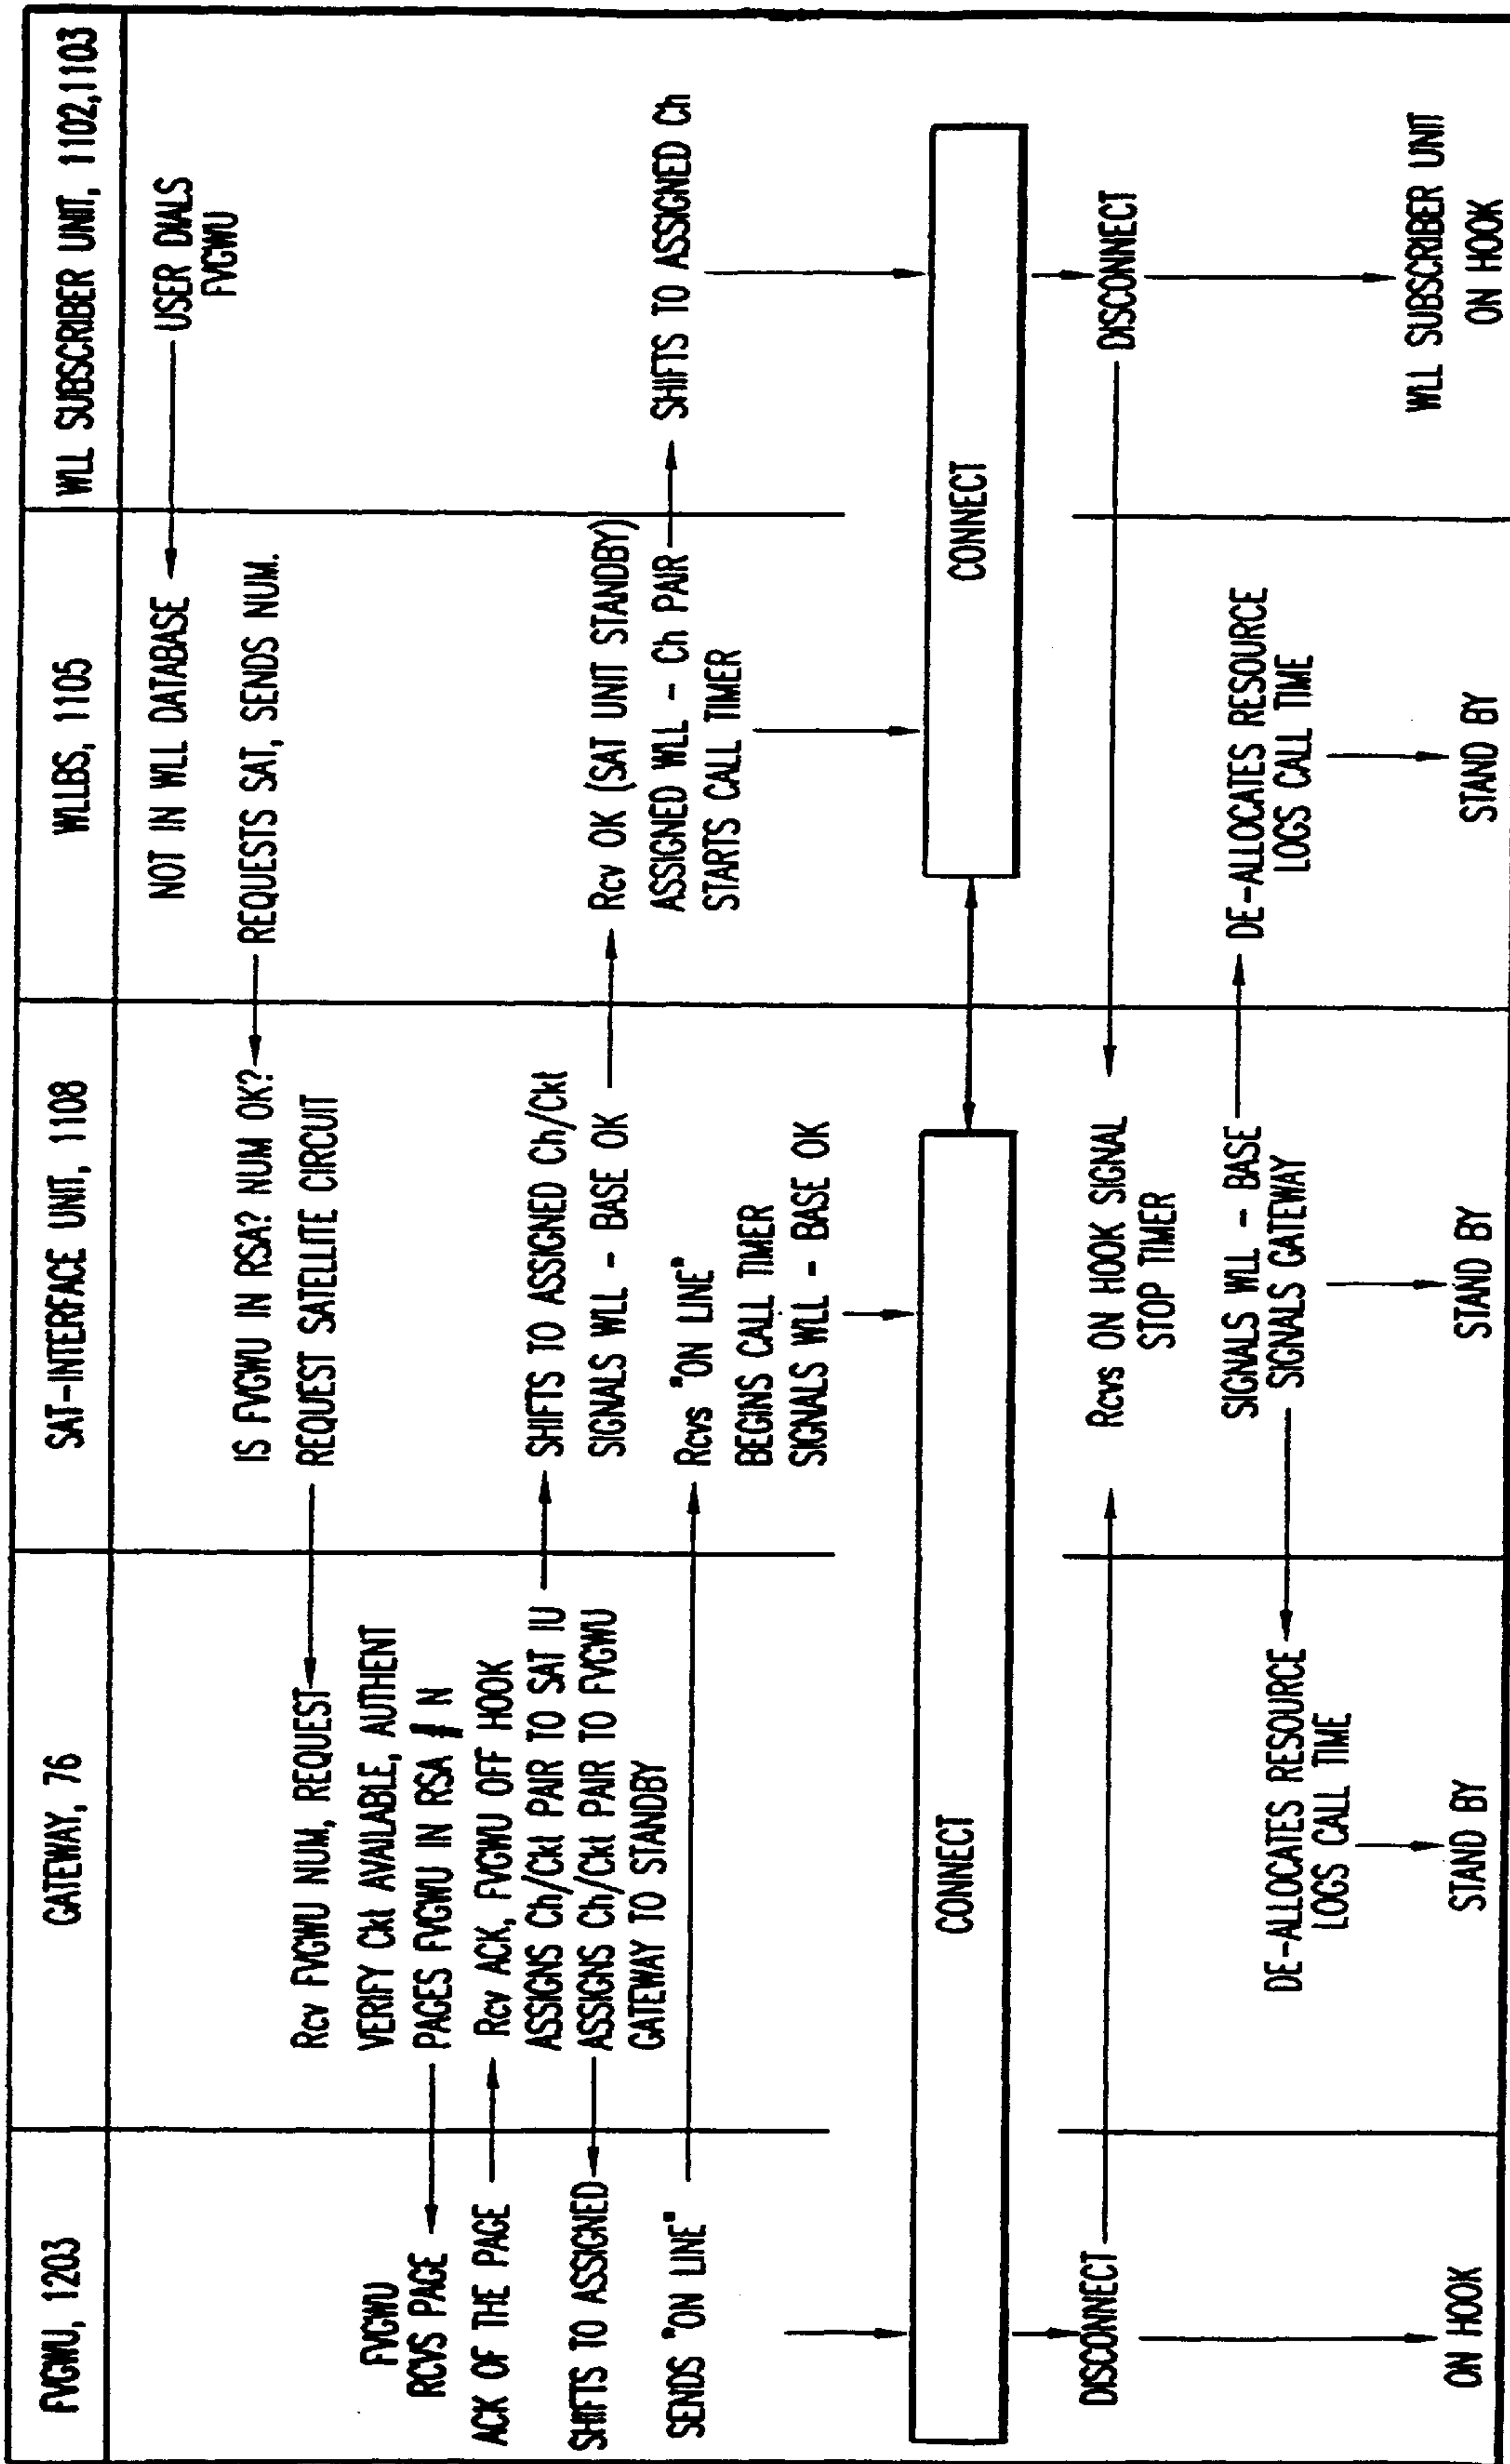 FVGWU, 1203
GATEWAY, 76
SAT-INTERFACE UNIT, 1108
WLLBS, 1105
WLL SUBSCRIBER UNIT, 1102,1103
USER DIALS
FVGWU
NOT IN WLL DATABASE
REQUESTS SAT, SENDS NUM.
IS FVGWU IN RSA? NUM OK?
REQUEST SATELLITE CIRCUIT
Rcv FVGWU NUM, REQUEST
VERIFY Ckt AVAILABLE, AUTHENT
PAGES FVGWU IN RSA # N
FVGWU
RCVS PAGE
ACK OF THE PAGE
Rcv ACK, FVGWU OFF HOOK
ASSIGNS Ch/Ckt PAIR TO SAT IU
ASSIGNS Ch/Ckt PAIR TO FVGWU
GATEWAY TO STANDBY
SHIFTS TO ASSIGNED
SENDS "ON LINE"
SHIFTS TO ASSIGNED Ch/Ckt
SIGNALS WLL - BASE OK
Rcvs "ON LINE"
BEGINS CALL TIMER
SIGNALS WLL - BASE OK
Rcv OK (SAT UNIT STANDBY)
ASSIGNED WLL - Ch PAIR
STARTS CALL TIMER
SHIFTS TO ASSIGNED Ch
CONNECT
CONNECT
DISCONNECT
Rcvs ON HOOK SIGNAL
STOP TIMER
DISCONNECT
SIGNALS WLL - BASE
SIGNALS GATEWAY
DE-ALLOCATES RESOURCE
LOGS CALL TIME
DE-ALLOCATES RESOURCE
LOGS CALL TIME
ON HOOK
STAND BY
STAND BY
STAND BY
WLL SUBSCRIBER UNIT
ON HOOK